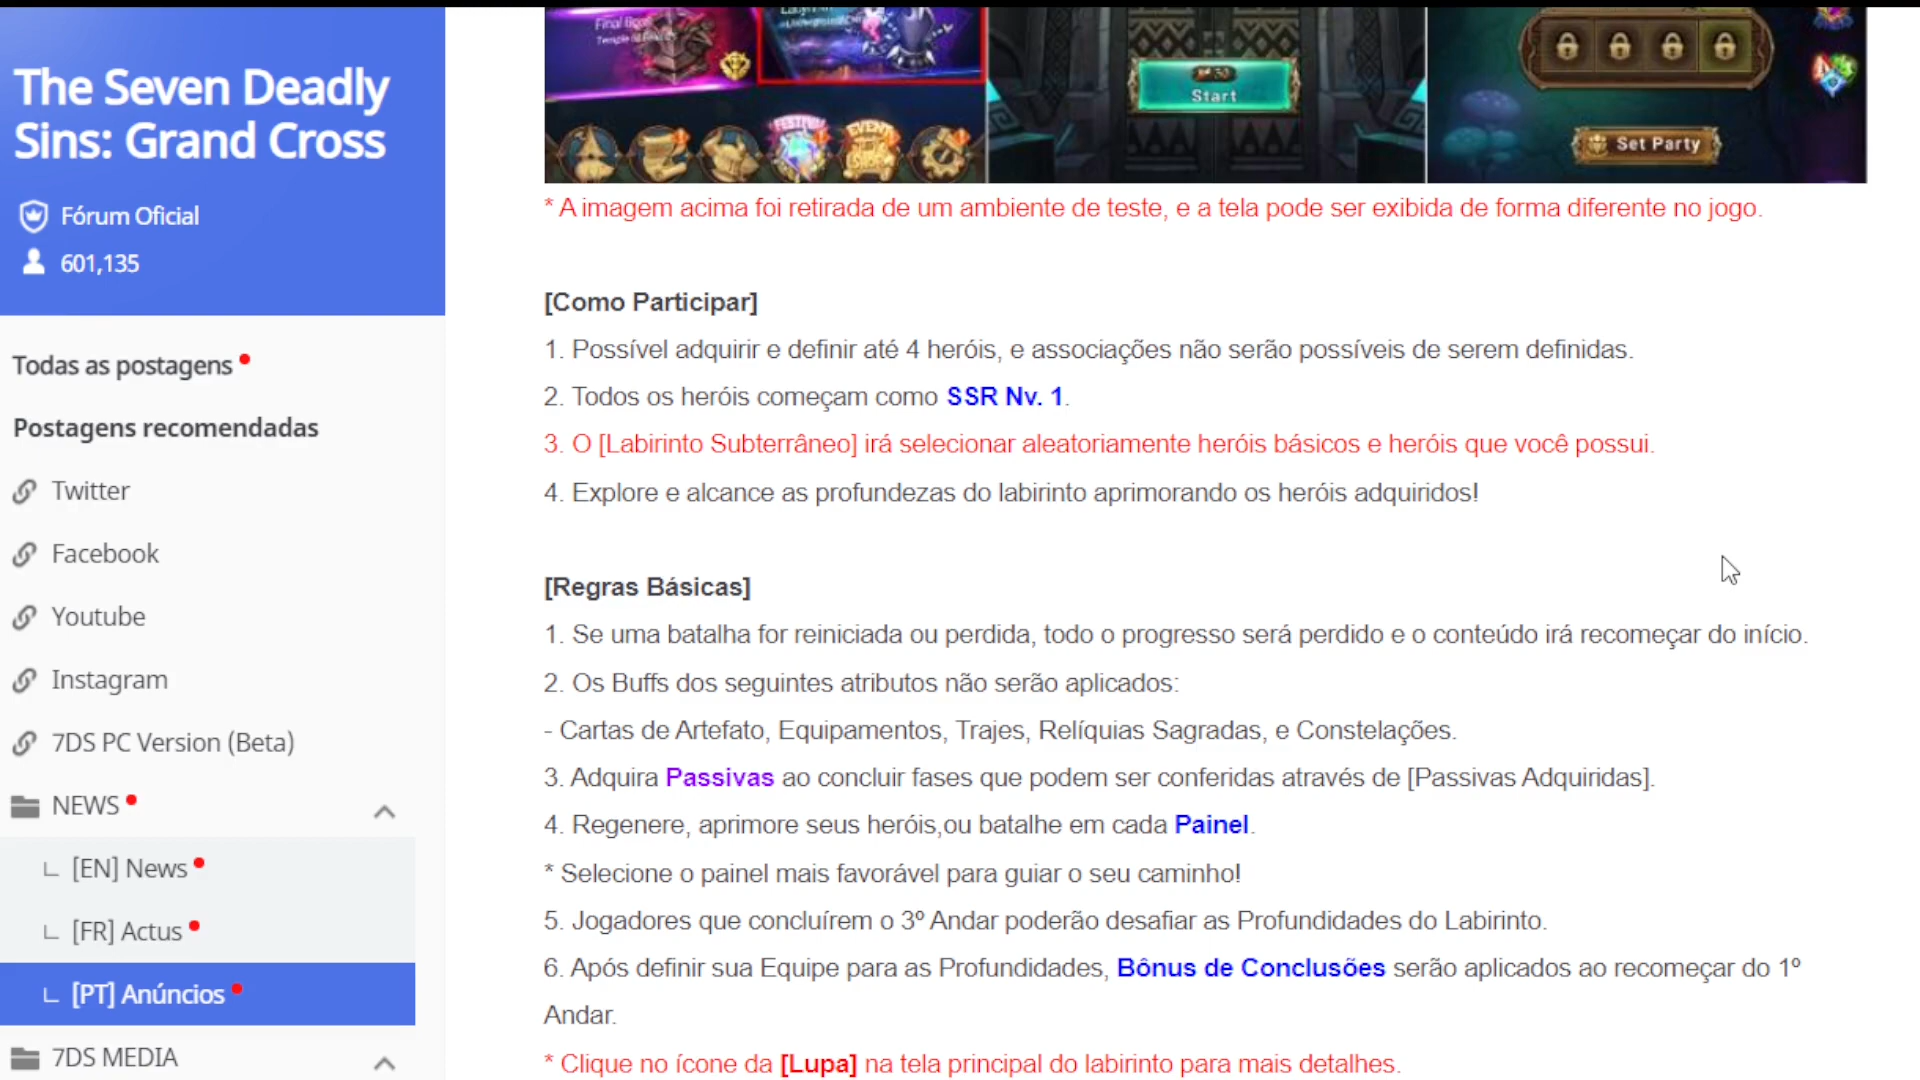 The Seven Deadly
Sins: Grand Cross
Fórum Oficial
601,135
Todas as postagens
Postagens recomendadas
Twitter
Facebook
Youtube
Instagram
7DS PC Version (Beta)
NEWS
[EN] News
[FR] Actus
[PT] Anúncios
7DS MEDIA
Final Boss
FESTIVAL
EVENT
30
Start
Set Party
* A imagem acima foi retirada de um ambiente de teste, e a tela pode ser exibida de forma diferente no jogo.
[Como Participar]
1. Possível adquirir e definir até 4 heróis, e associações não serão possíveis de serem definidas.
2. Todos os heróis começam como SSR Nv. 1.
3. O [Labirinto Subterrâneo] irá selecionar aleatoriamente heróis básicos e heróis que você possui.
4. Explore e alcance as profundezas do labirinto aprimorando os heróis adquiridos!
[Regras Básicas]
1. Se uma batalha for reiniciada ou perdida, todo o progresso será perdido e o conteúdo irá recomeçar do início.
2. Os Buffs dos seguintes atributos não serão aplicados:
- Cartas de Artefato, Equipamentos, Trajes, Relíquias Sagradas, e Constelações.
3. Adquira Passivas ao concluir fases que podem ser conferidas através de [Passivas Adquiridas].
4. Regenere, aprimore seus heróis,ou batalhe em cada Painel.
* Selecione o painel mais favorável para guiar o seu caminho!
5. Jogadores que concluírem o 3º Andar poderão desafiar as Profundidades do Labirinto.
6. Após definir sua Equipe para as Profundidades, Bônus de Conclusões serão aplicados ao recomeçar do 1º
Andar.
* Clique no ícone da [Lupa] na tela principal do labirinto para mais detalhes.